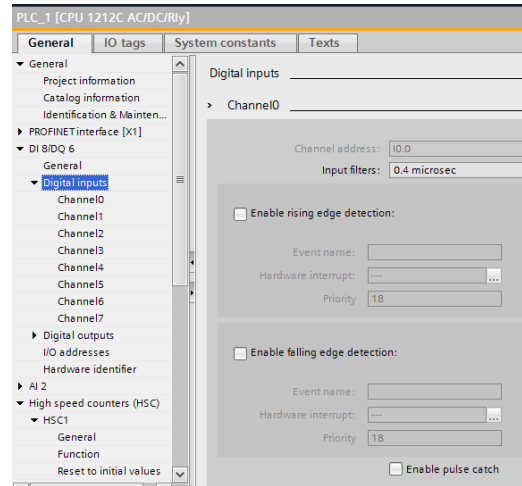 PLC_1 [CPU 1212C AC/DC/Rly]
General IO tags System constants Texts
General
Project information
Catalog information
Identification & Mainten...
PROFINET interface [X1]
DI 8/DQ 6
General
Digital inputs
Channel0
Channel1
Channel2
Channel3
Channel4
Channel5
Channel6
Channel7
Digital outputs
I/O addresses
Hardware identifier
AI 2
High speed counters (HSC)
HSC1
General
Function
Reset to initial values
Digital inputs
Channel0
Channel address: I0.0
Input filters: 0.4 microsec
Enable rising edge detection:
Event name:
Hardware interrupt: --- ...
Priority 18
Enable falling edge detection:
Event name:
Hardware interrupt: --- ...
Priority 18
Enable pulse catch